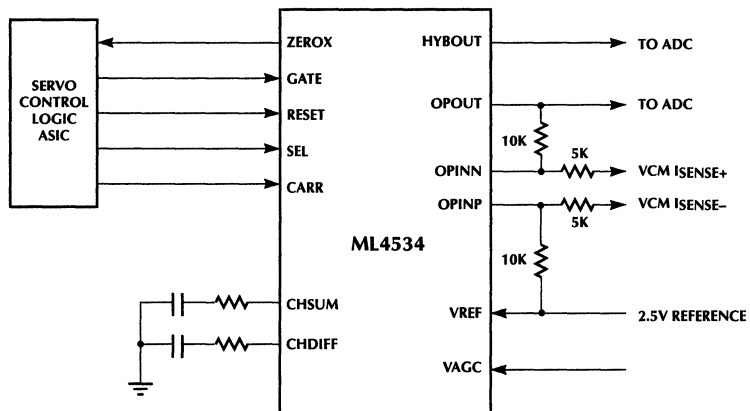 SERVO
CONTROL
LOGIC
ASIC
ZEROX
GATE
RESET
SEL
CARR
CHSUM
CHDIFF
ML4534
HYBOUT
OPOUT
OPINN
OPINP
VREF
VAGC
10K
5K
5K
10K
TO ADC
TO ADC
VCM ISENSE+
VCM ISENSE–
2.5V REFERENCE